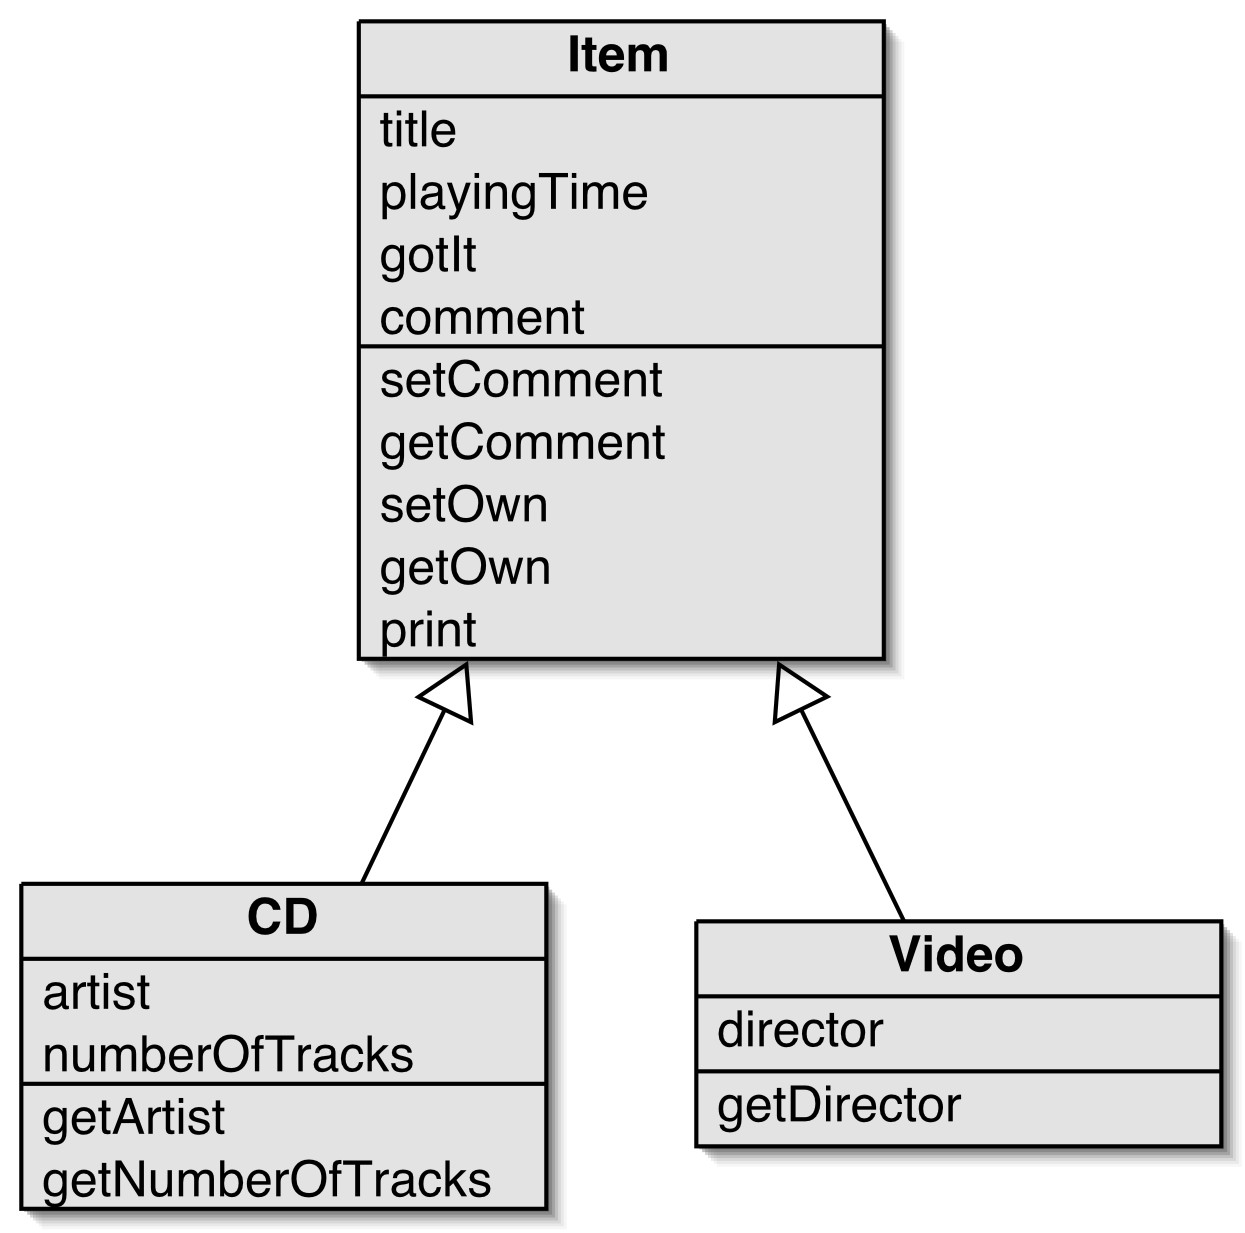 Item
title
playingTime
gotIt
comment
setComment
getComment
setOwn
getOwn
print
CD
artist
numberOfTracks
getArtist
getNumberOfTracks
Video
director
getDirector